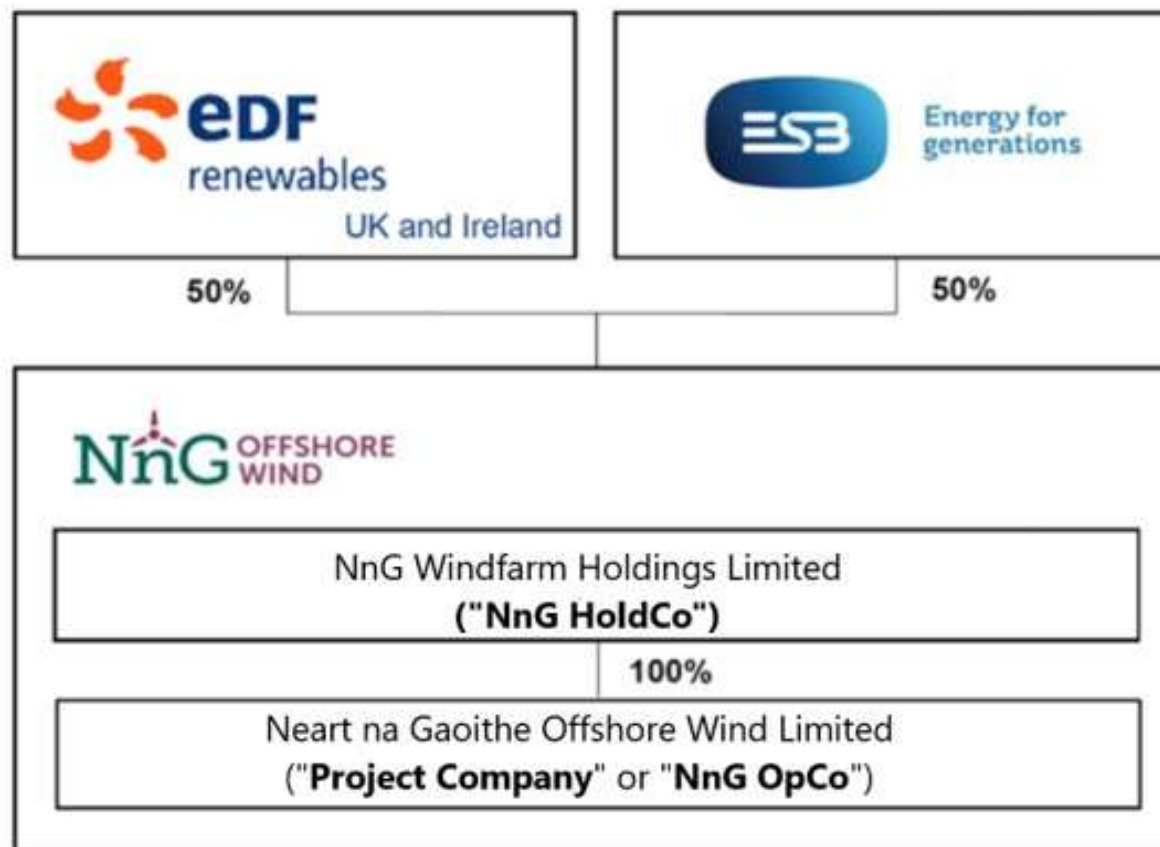 eDF
renewables
UK and Ireland
ESB
Energy for
generations
50%
50%
NnG OFFSHORE
WIND
NnG Windfarm Holdings Limited
("NnG HoldCo")
100%
Neart na Gaoithe Offshore Wind Limited
("Project Company" or "NnG OpCo")